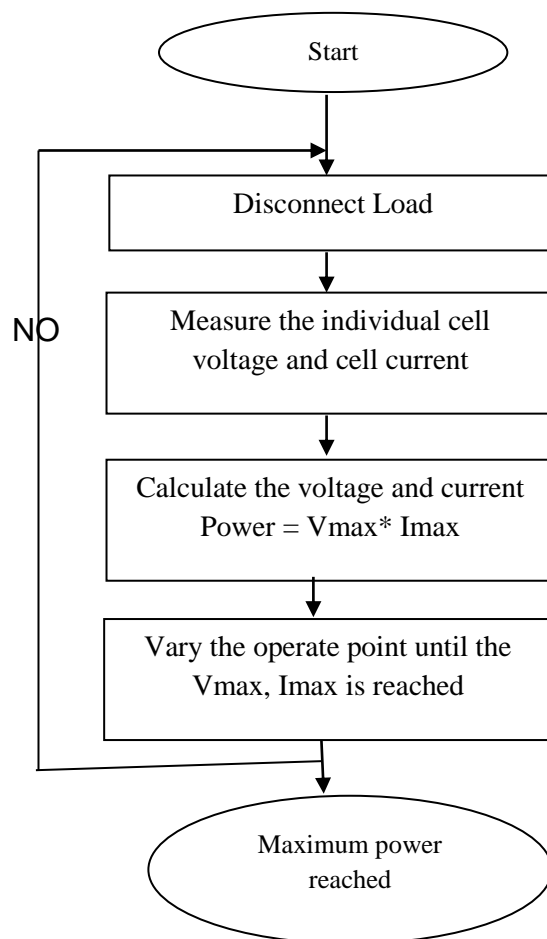 Start
Disconnect Load
NO
Measure the individual cell
voltage and cell current
Calculate the voltage and current
Power = Vmax* Imax
Vary the operate point until the
Vmax, Imax is reached
Maximum power
reached